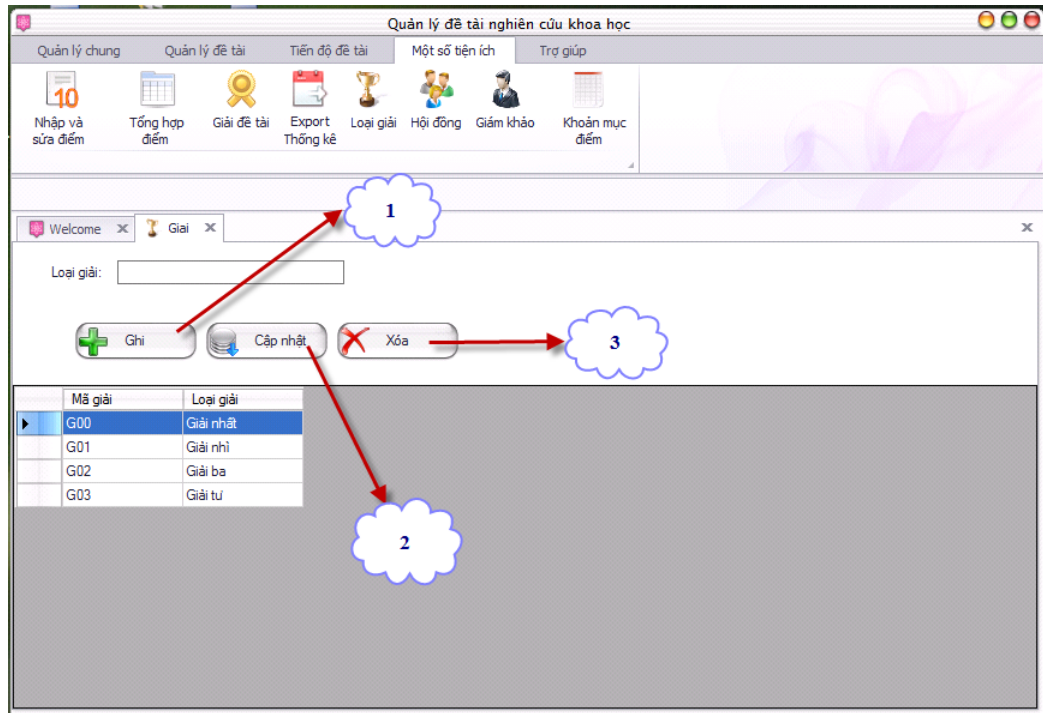 Quản lý đề tài nghiên cứu khoa học
Quản lý chung Quản lý đề tài Tiến độ đề tài Một số tiện ích Trợ giúp
10
Nhập và sửa điểm
Tổng hợp điểm
Giải đề tài
Export Thống kê
Loại giải
Hội đồng
Giám khảo
Khoản mục điểm
1
Welcome Giai
Loại giải:
Ghi Cập nhật Xóa
3
Mã giải Loại giải
G00 Giải nhất
G01 Giải nhì
G02 Giải ba
G03 Giải tư
2